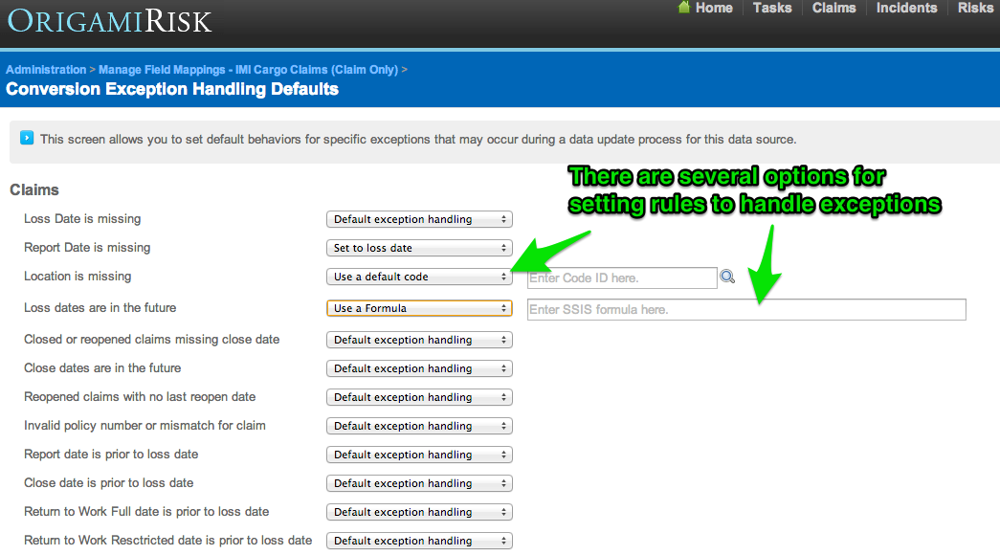 ORIGAMIRISK
Home Tasks Claims Incidents Risks
Administration > Manage Field Mappings - IMI Cargo Claims (Claim Only) >
Conversion Exception Handling Defaults
This screen allows you to set default behaviors for specific exceptions that may occur during a data update process for this data source.
There are several options for
setting rules to handle exceptions
Claims
Loss Date is missing Default exception handling
Report Date is missing Set to loss date
Location is missing Use a default code Enter Code ID here.
Loss dates are in the future Use a Formula Enter SSIS formula here.
Closed or reopened claims missing close date Default exception handling
Close dates are in the future Default exception handling
Reopened claims with no last reopen date Default exception handling
Invalid policy number or mismatch for claim Default exception handling
Report date is prior to loss date Default exception handling
Close date is prior to loss date Default exception handling
Return to Work Full date is prior to loss date Default exception handling
Return to Work Resctricted date is prior to loss date Default exception handling